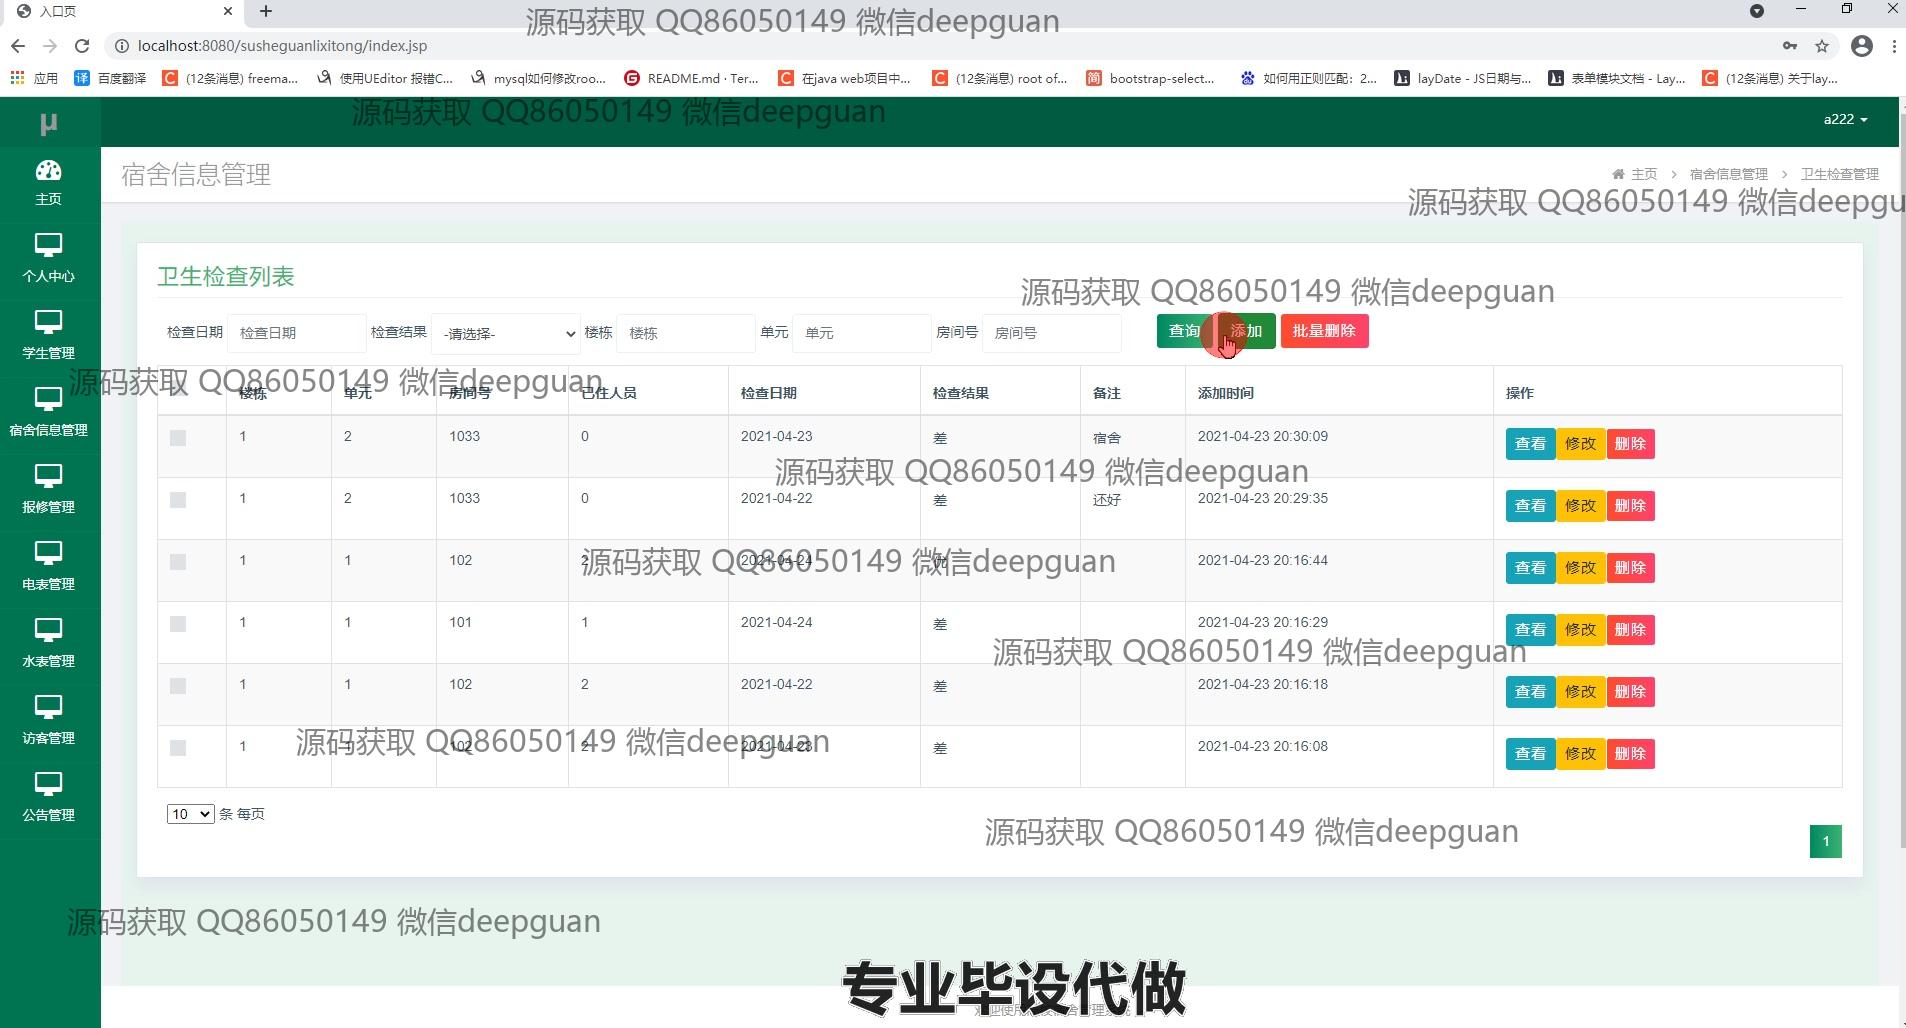 入口页
源码获取 QQ86050149 微信deepguan
localhost:8080/susheguanlixitong/index.jsp
应用 百度翻译 (12条消息) freema... 使用UEditor 报错C... mysql如何修改roo... README.md · Ter... 在java web项目中... (12条消息) root of... bootstrap-select... 如何用正则匹配：2... layDate - JS日期与... 表单模块文档 - Lay... (12条消息) 关于lay...
源码获取 QQ86050149 微信deepguan
μ
a222
主页
宿舍信息管理
主页 > 宿舍信息管理 > 卫生检查管理
源码获取 QQ86050149 微信deepgu
个人中心
卫生检查列表
源码获取 QQ86050149 微信deepguan
检查日期 检查日期 检查结果 -请选择- 楼栋 楼栋 单元 单元 房间号 房间号 查询 添加 批量删除
学生管理
源码获取 QQ86050149 微信deepguan
楼栋 单元 房间号 已住人员 检查日期 检查结果 备注 添加时间 操作
宿舍信息管理
1 2 1033 0 2021-04-23 差 宿舍 2021-04-23 20:30:09 查看 修改 删除
源码获取 QQ86050149 微信deepguan
1 2 1033 0 2021-04-22 差 还好 2021-04-23 20:29:35 查看 修改 删除
报修管理
1 1 102 2 2021-04-24 优 2021-04-23 20:16:44 查看 修改 删除
源码获取 QQ86050149 微信deepguan
电表管理
1 1 101 1 2021-04-24 差 2021-04-23 20:16:29 查看 修改 删除
源码获取 QQ86050149 微信deepguan
水表管理
1 1 102 2 2021-04-22 差 2021-04-23 20:16:18 查看 修改 删除
访客管理
1 1 102 2 2021-04-23 差 2021-04-23 20:16:08 查看 修改 删除
源码获取 QQ86050149 微信deepguan
公告管理
10 条 每页
源码获取 QQ86050149 微信deepguan
1
源码获取 QQ86050149 微信deepguan
专业毕设代做